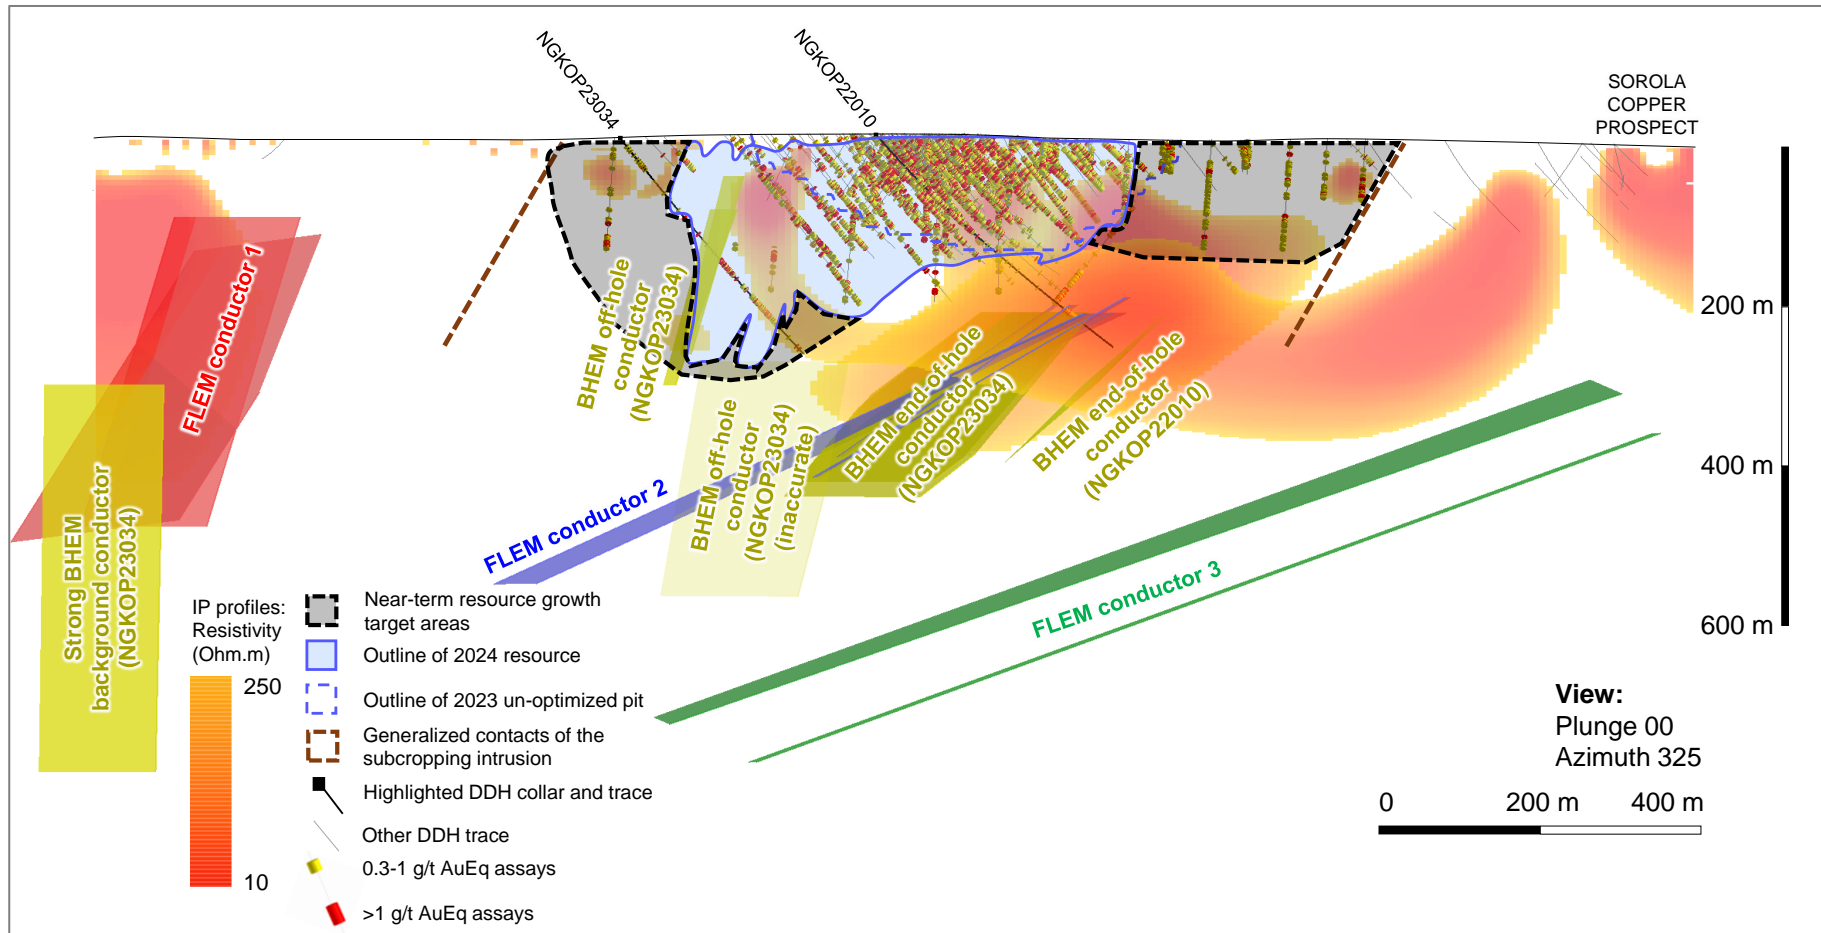 NGKOP23034
NGKOP22010
SOROLA
COPPER
PROSPECT
FLEM conductor 1
Strong BHEM
background conductor
(NGKOP23034)
BHEM off-hole
conductor
(NGKOP23034)
BHEM off-hole
conductor
(NGKOP23034)
(inaccurate)
BHEM end-of-hole
conductor
(NGKOP23034)
BHEM end-of-hole
conductor
(NGKOP22010)
FLEM conductor 2
FLEM conductor 3
200 m
400 m
600 m
IP profiles:
Resistivity
(Ohm.m)
250
10
Near-term resource growth
target areas
Outline of 2024 resource
Outline of 2023 un-optimized pit
Generalized contacts of the
subcropping intrusion
Highlighted DDH collar and trace
Other DDH trace
0.3-1 g/t AuEq assays
>1 g/t AuEq assays
View:
Plunge 00
Azimuth 325
0 200 m 400 m